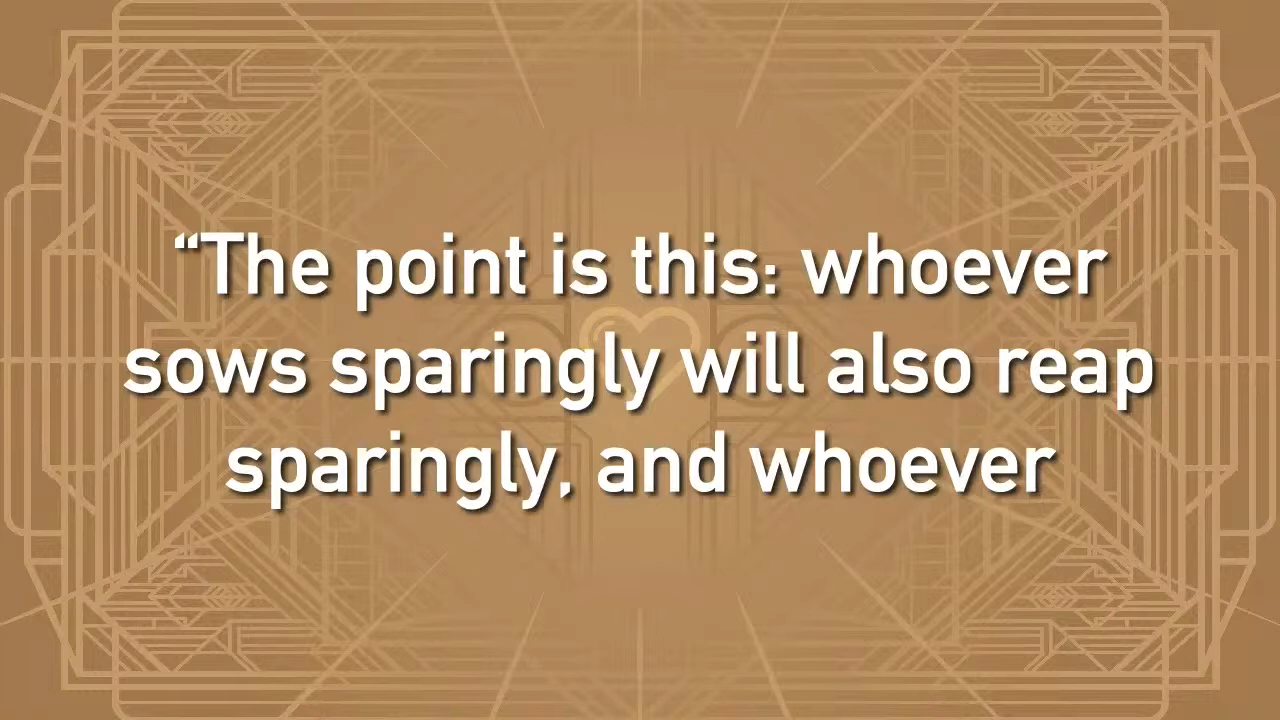 “The point is this: whoever
sows sparingly will also reap
sparingly, and whoever